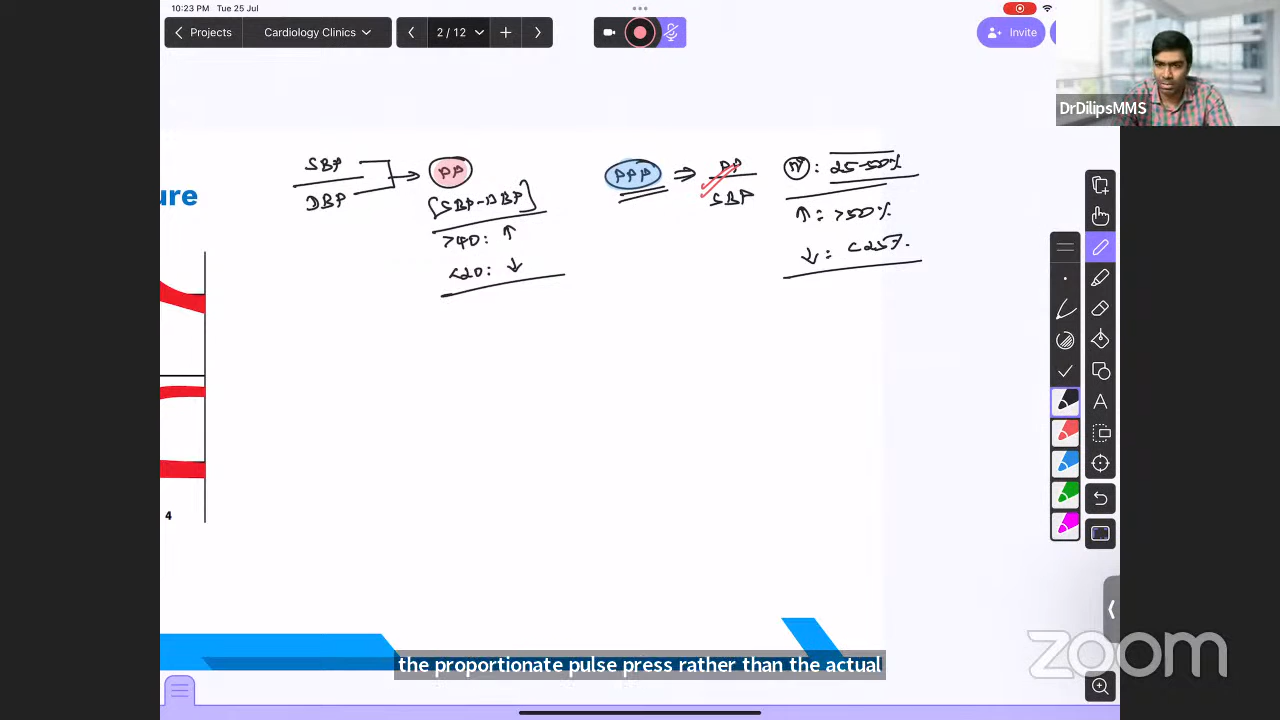 10:23 PM Tue 25 Jul
Projects
Cardiology Clinics
2 / 12
Invite
DrDilipsMMS
ure
SBP
DBP
PP
[SBP-DBP]
>40: ↑
<20: ↓
PPP ⇒ PP
SBP
N : 25-50%
↑: >50%
↓: <25%.
4
A
the proportionate pulse press rather than the actual
zoom